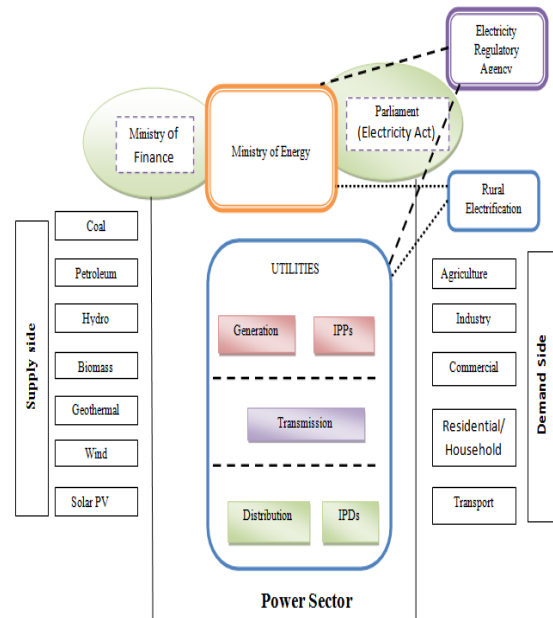 Electricity
Regulatory
Agency
Ministry of
Finance
Ministry of Energy
Parliament
(Electricity Act)
Rural
Electrification
Supply side
Coal
Petroleum
Hydro
Biomass
Geothermal
Wind
Solar PV
UTILITIES
Generation
IPPs
Transmission
Distribution
IPDs
Power Sector
Agriculture
Industry
Commercial
Residential/
Household
Transport
Demand Side